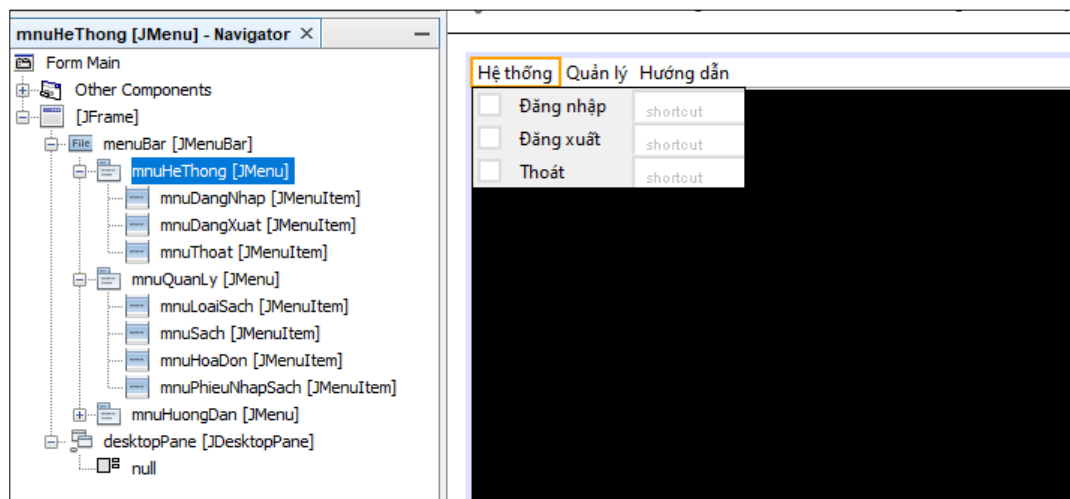 mnuHeThong [JMenu] - Navigator ×
Form Main
Other Components
[JFrame]
menuBar [JMenuBar]
mnuHeThong [JMenu]
mnuDangNhap [JMenuItem]
mnuDangXuat [JMenuItem]
mnuThoat [JMenuItem]
mnuQuanLy [JMenu]
mnuLoaiSach [JMenuItem]
mnuSach [JMenuItem]
mnuHoaDon [JMenuItem]
mnuPhieuNhapSach [JMenuItem]
mnuHuongDan [JMenu]
desktopPane [JDesktopPane]
null
Hệ thống Quản lý Hướng dẫn
Đăng nhập shortcut
Đăng xuất shortcut
Thoát shortcut